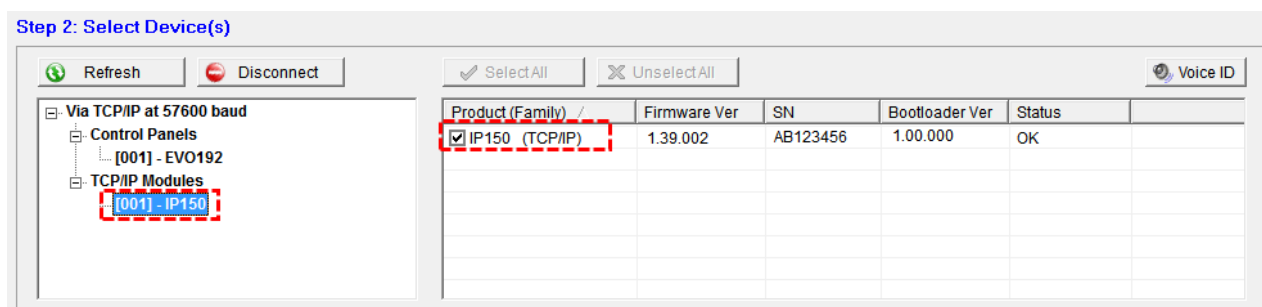 Step 2: Select Device(s)
Refresh Disconnect Select All Unselect All Voice ID
Via TCP/IP at 57600 baud
Control Panels
[001] - EVO192
TCP/IP Modules
[001] - IP150
Product (Family) Firmware Ver SN Bootloader Ver Status
IP150 (TCP/IP) 1.39.002 AB123456 1.00.000 OK